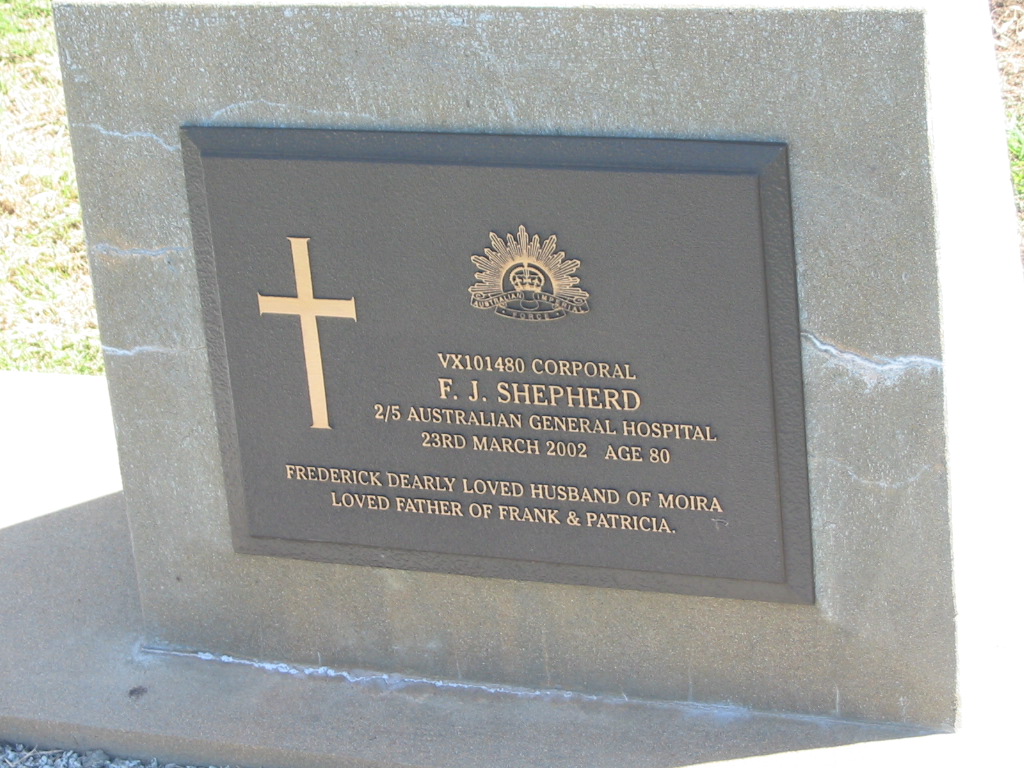 AUSTRALIAN IMPERIAL
FORCE
VX101480 CORPORAL
F. J. SHEPHERD
2/5 AUSTRALIAN GENERAL HOSPITAL
23RD MARCH 2002 AGE 80
FREDERICK DEARLY LOVED HUSBAND OF MOIRA
LOVED FATHER OF FRANK & PATRICIA.